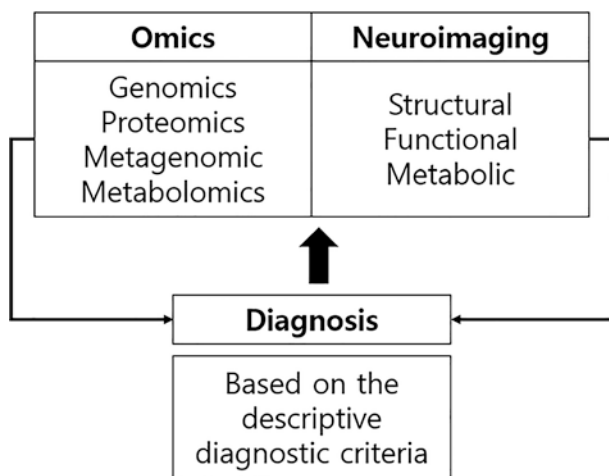 Omics
Neuroimaging
Genomics
Proteomics
Metagenomic
Metabolomics
Structural
Functional
Metabolic
Diagnosis
Based on the
descriptive
diagnostic criteria